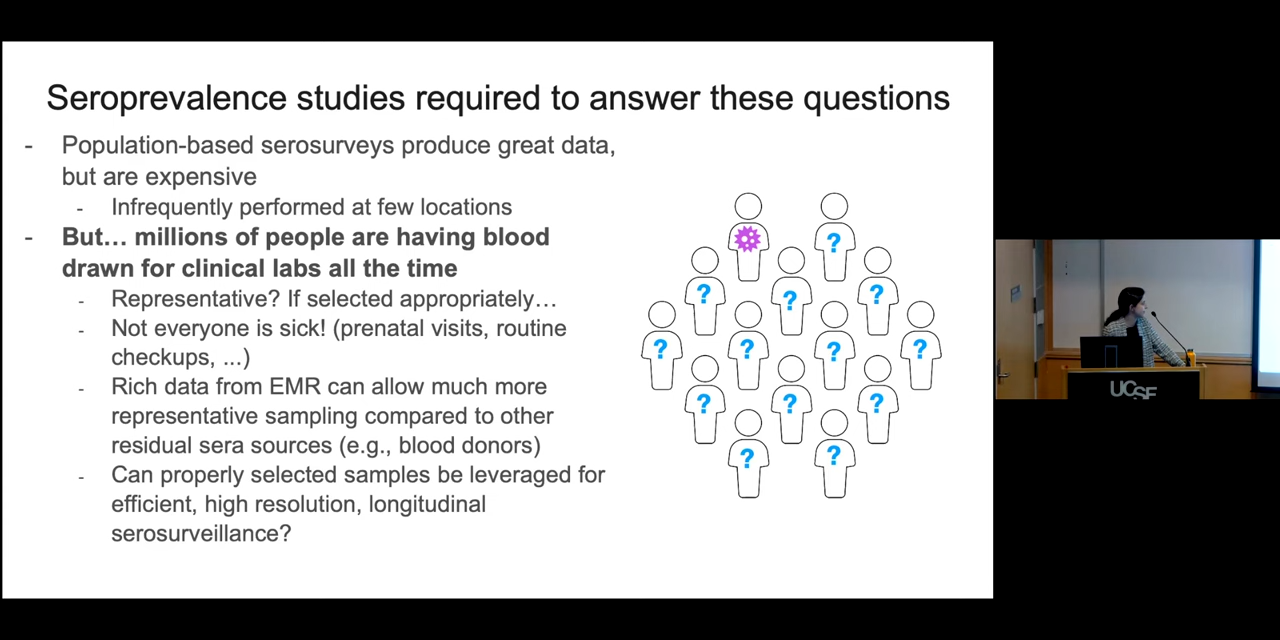 Seroprevalence studies required to answer these questions
- Population-based serosurveys produce great data,
but are expensive
- Infrequently performed at few locations
- But… millions of people are having blood
drawn for clinical labs all the time
- Representative? If selected appropriately…
- Not everyone is sick! (prenatal visits, routine
checkups, ...)
- Rich data from EMR can allow much more
representative sampling compared to other
residual sera sources (e.g., blood donors)
- Can properly selected samples be leveraged for
efficient, high resolution, longitudinal
serosurveillance?
?
? ? ?
? ? ? ?
? ? ?
? ?
UCSF